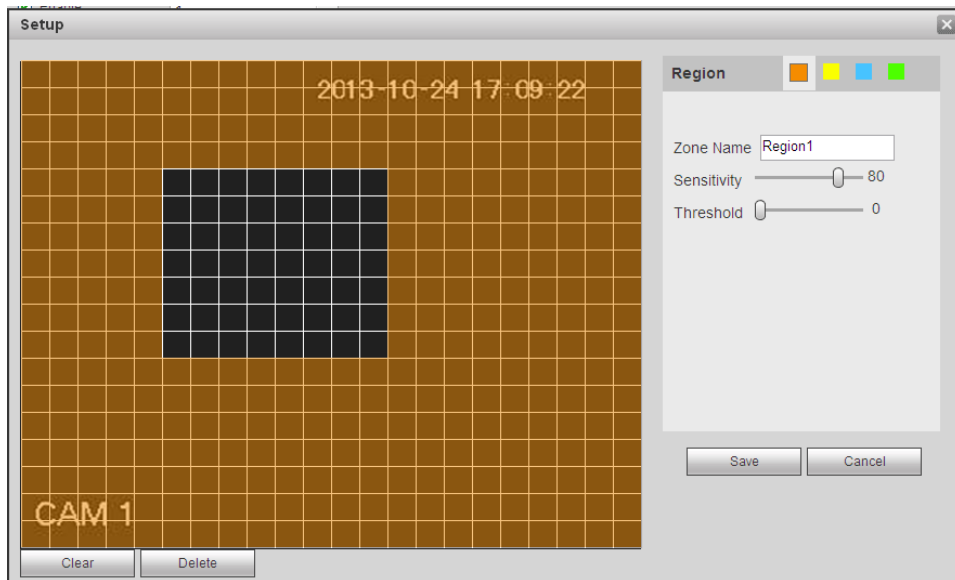 Setup
2013-10-24 17:09:22
Region
Zone Name Region1
Sensitivity 80
Threshold 0
Save Cancel
CAM 1
Clear Delete